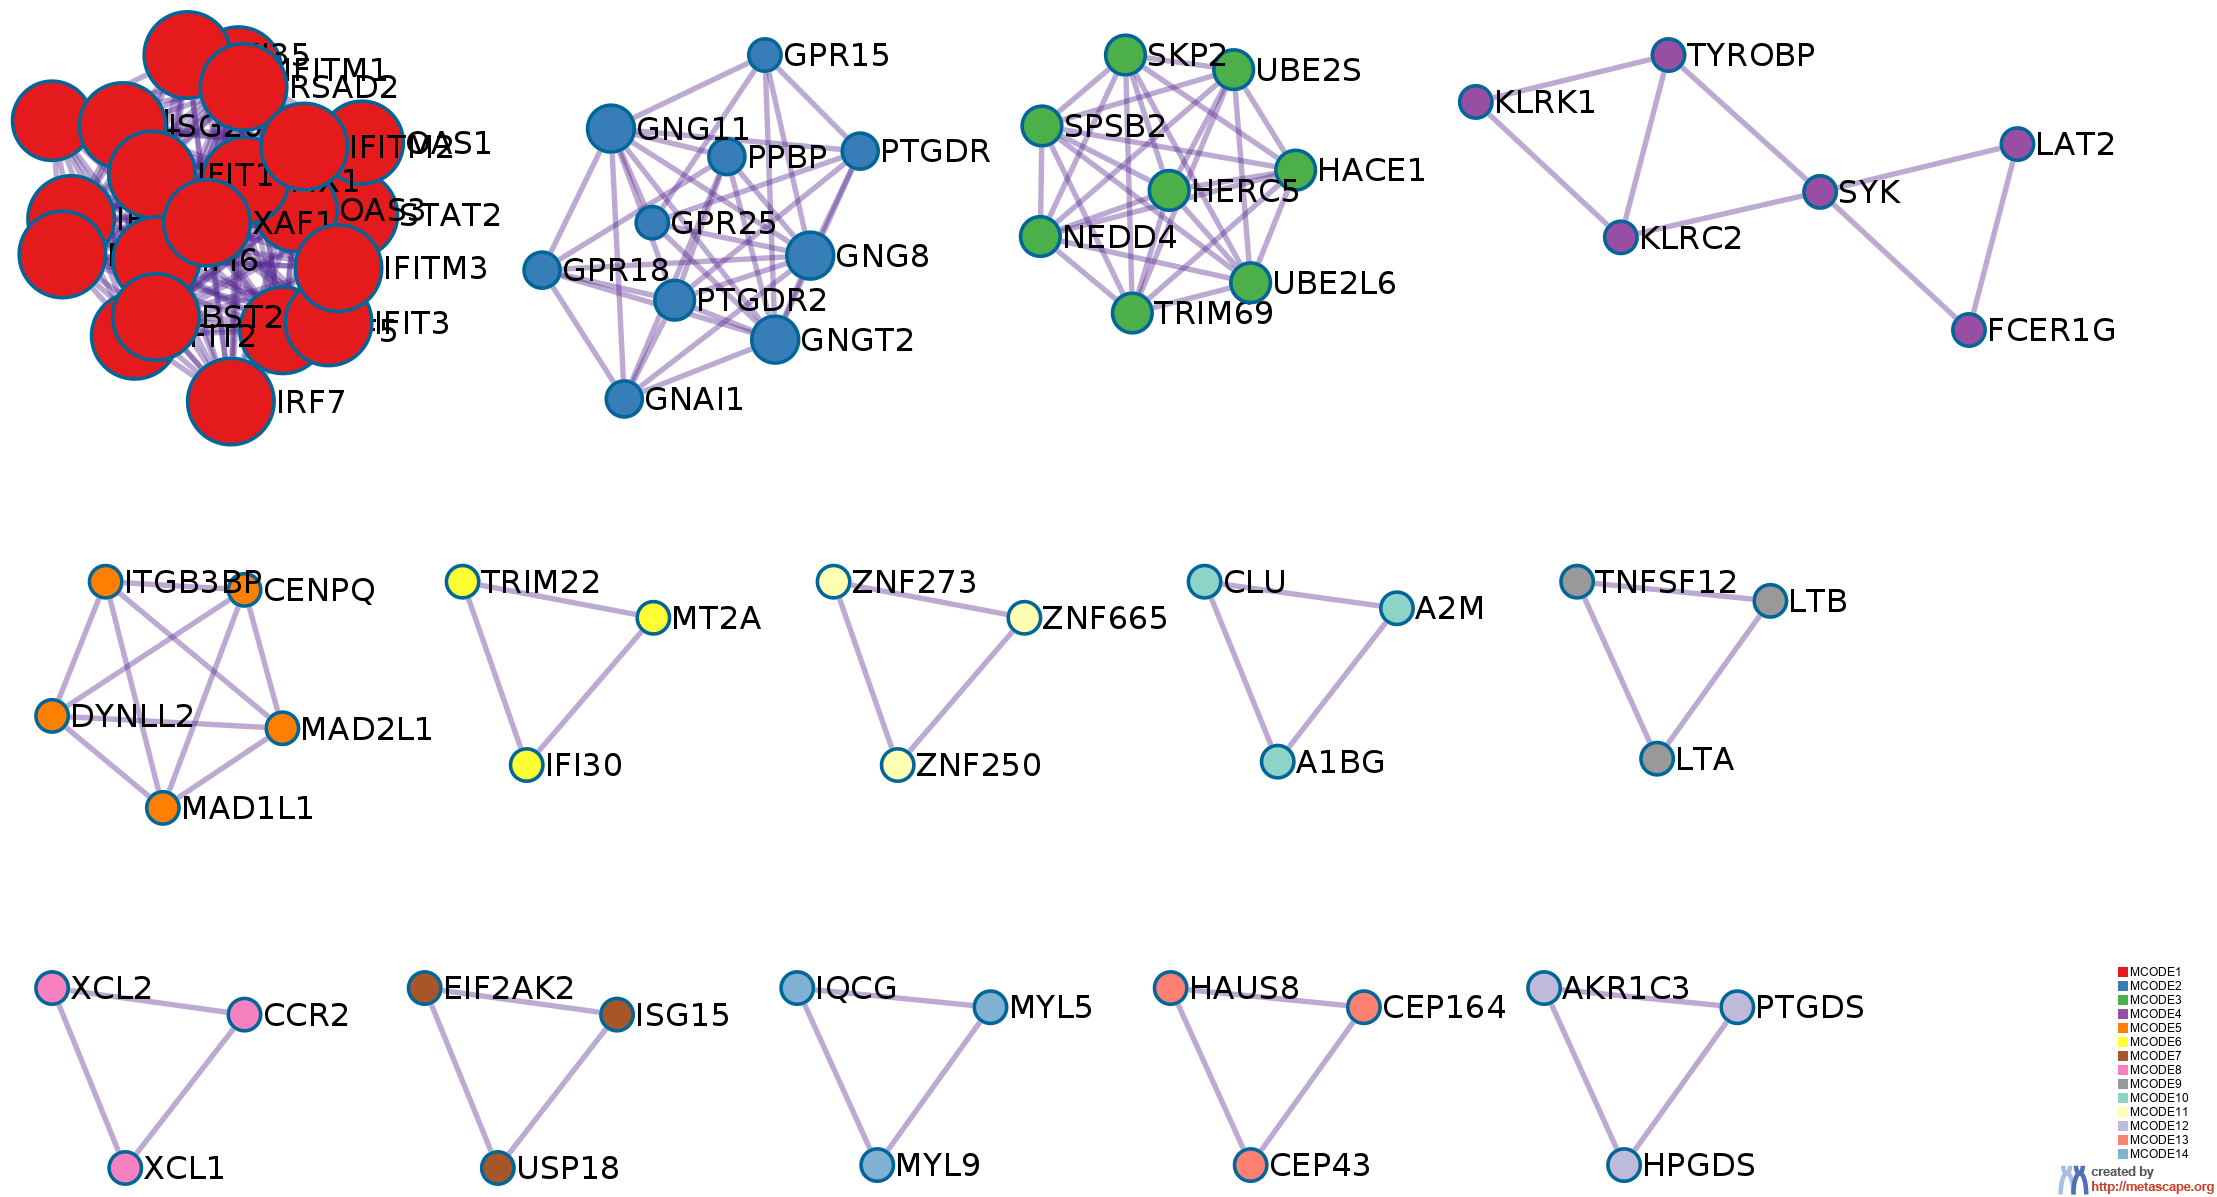 IFITM1
RSAD2
OAS1
IFITM2
IFIT1
OAS3
STAT2
XAF1
IFITM3
BST2
IFIT3
IRF7
GPR15
GNG11
PPBP
PTGDR
GPR25
GNG8
GPR18
PTGDR2
GNGT2
GNAI1
SKP2
UBE2S
SPSB2
HACE1
HERC5
NEDD4
UBE2L6
TRIM69
TYROBP
KLRK1
LAT2
SYK
KLRC2
FCER1G
ITGB3BP
CENPQ
DYNLL2
MAD2L1
MAD1L1
TRIM22
MT2A
IFI30
ZNF273
ZNF665
ZNF250
CLU
A2M
A1BG
TNFSF12
LTB
LTA
XCL2
CCR2
XCL1
EIF2AK2
ISG15
USP18
IQCG
MYL5
MYL9
HAUS8
CEP164
CEP43
AKR1C3
PTGDS
HPGDS
MCODE1
MCODE2
MCODE3
MCODE4
MCODE5
MCODE6
MCODE7
MCODE8
MCODE9
MCODE10
MCODE11
MCODE12
MCODE13
MCODE14
created by
http://metascape.org